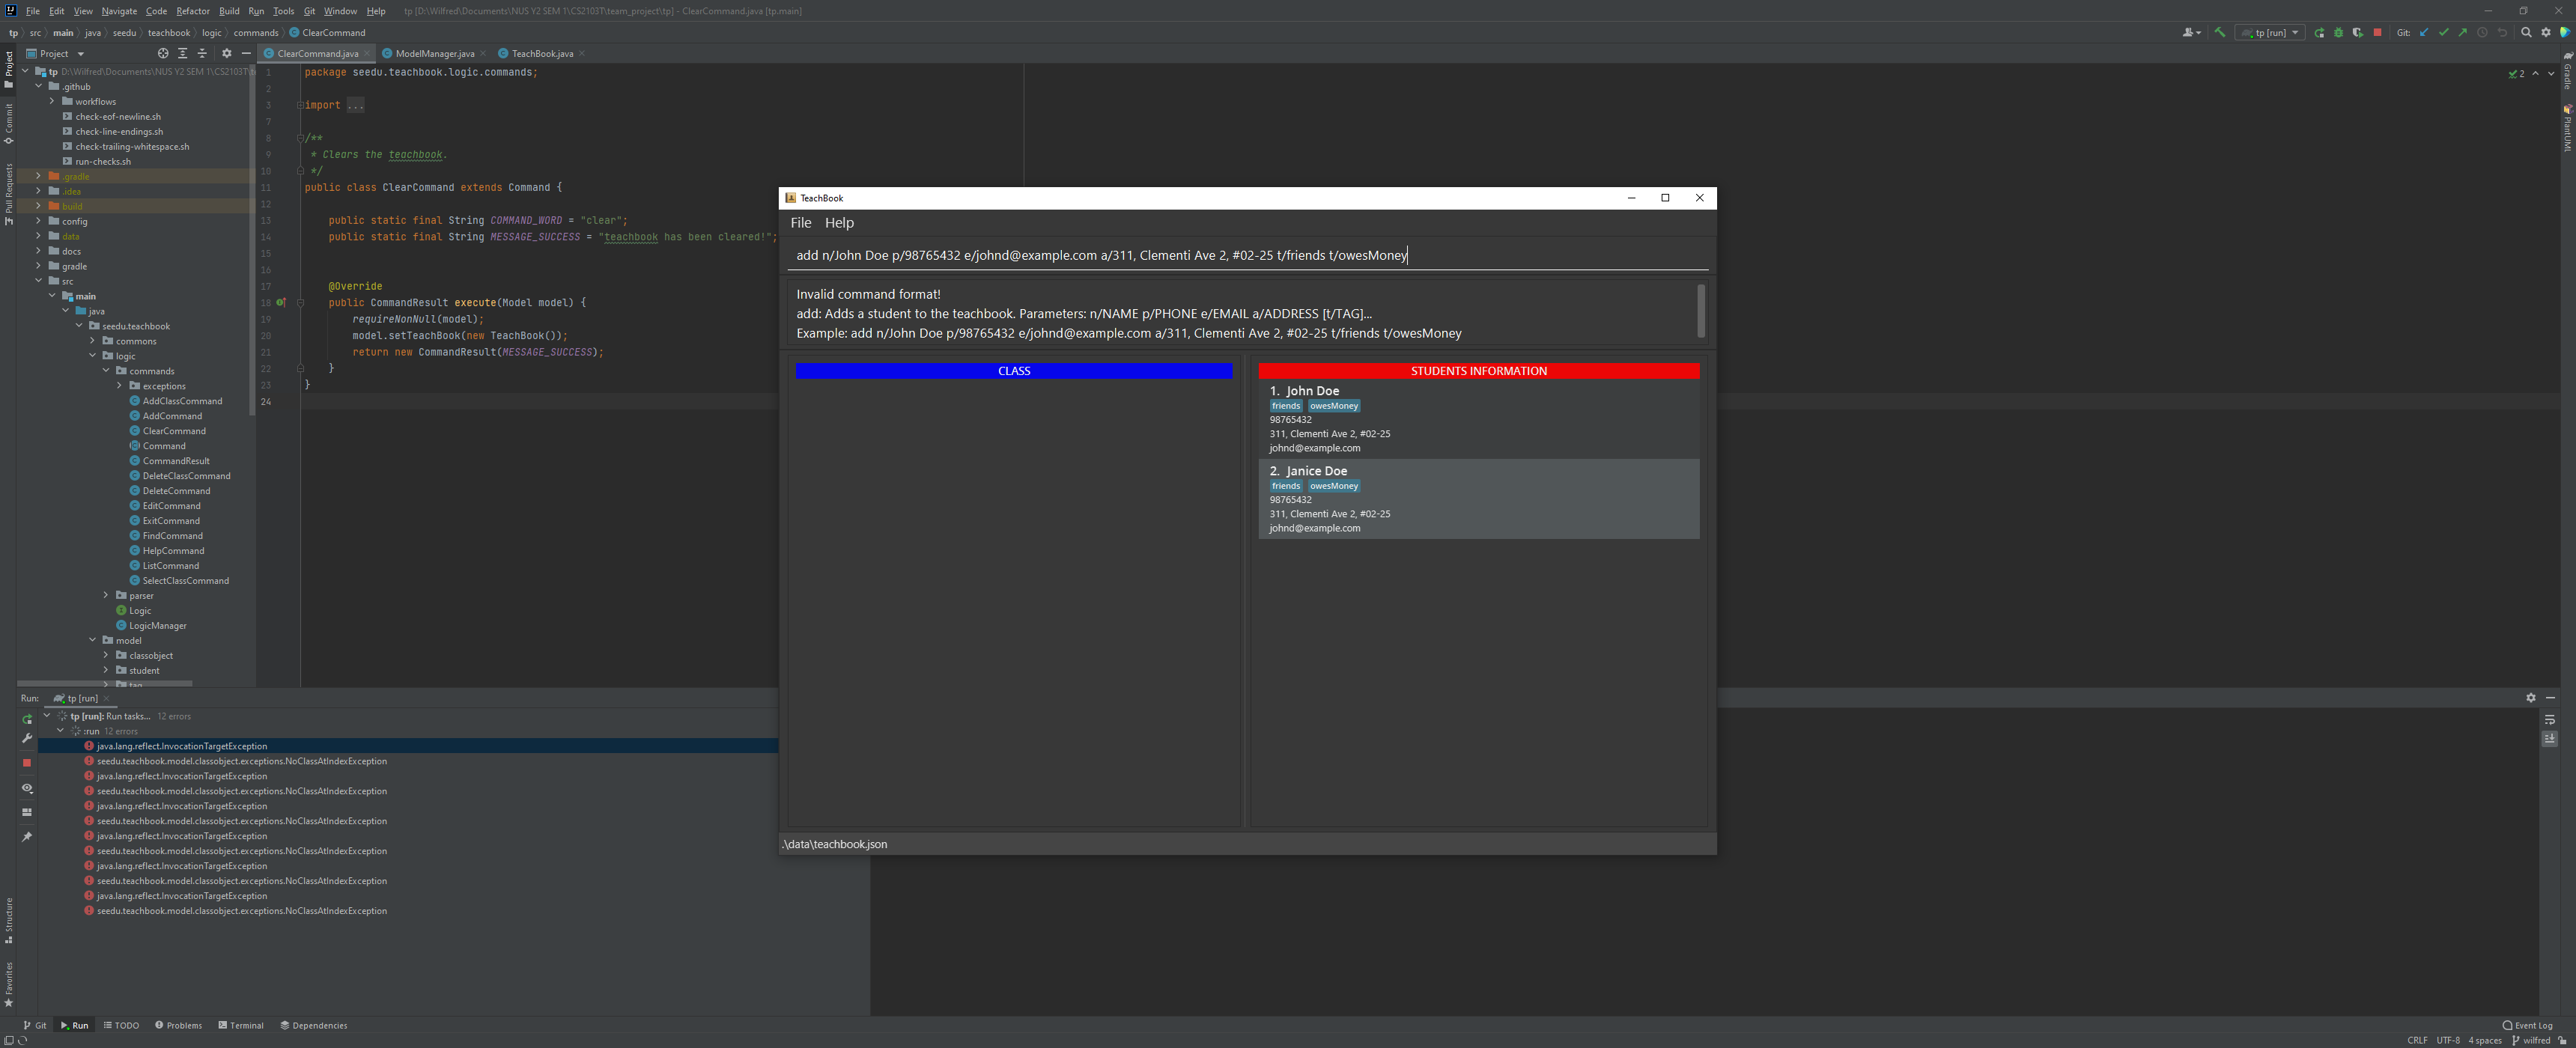 File Edit View Navigate Code Refactor Build Run Tools Git Window Help tp [D:\Wilfred\Documents\NUS Y2 SEM 1\CS2103T\team_project\tp] - ClearCommand.java [tp.main]
tp src main java seedu teachbook logic commands ClearCommand
tp [run] Git:
Project
ClearCommand.java ModelManager.java TeachBook.java
tp D:\Wilfred\Documents\NUS Y2 SEM 1\CS2103T\
.github
workflows
check-eof-newline.sh
check-line-endings.sh
check-trailing-whitespace.sh
run-checks.sh
.gradle
.idea
build
config
data
docs
gradle
src
main
java
seedu.teachbook
commons
logic
commands
exceptions
AddClassCommand
AddCommand
ClearCommand
Command
CommandResult
DeleteClassCommand
DeleteCommand
EditCommand
ExitCommand
FindCommand
HelpCommand
ListCommand
SelectClassCommand
parser
Logic
LogicManager
model
classobject
student
tag
1 package seedu.teachbook.logic.commands;
2
3 import ...
7
8 /**
9 * Clears the teachbook.
10 */
11 public class ClearCommand extends Command {
12
13 public static final String COMMAND_WORD = "clear";
14 public static final String MESSAGE_SUCCESS = "teachbook has been cleared!";
15
16
17 @Override
18 public CommandResult execute(Model model) {
19 requireNonNull(model);
20 model.setTeachBook(new TeachBook());
21 return new CommandResult(MESSAGE_SUCCESS);
22 }
23 }
24
2
Project
Commit
Pull Requests
Structure
Favorites
Gradle
PlantUML
TeachBook
File Help
add n/John Doe p/98765432 e/johnd@example.com a/311, Clementi Ave 2, #02-25 t/friends t/owesMoney
Invalid command format!
add: Adds a student to the teachbook. Parameters: n/NAME p/PHONE e/EMAIL a/ADDRESS [t/TAG]...
Example: add n/John Doe p/98765432 e/johnd@example.com a/311, Clementi Ave 2, #02-25 t/friends t/owesMoney
CLASS
STUDENTS INFORMATION
1. John Doe
friends owesMoney
98765432
311, Clementi Ave 2, #02-25
johnd@example.com
2. Janice Doe
friends owesMoney
98765432
311, Clementi Ave 2, #02-25
johnd@example.com
.\data\teachbook.json
Run: tp [run]
tp [run]: Run tasks... 12 errors
:run 12 errors
java.lang.reflect.InvocationTargetException
seedu.teachbook.model.classobject.exceptions.NoClassAtIndexException
java.lang.reflect.InvocationTargetException
seedu.teachbook.model.classobject.exceptions.NoClassAtIndexException
java.lang.reflect.InvocationTargetException
seedu.teachbook.model.classobject.exceptions.NoClassAtIndexException
java.lang.reflect.InvocationTargetException
seedu.teachbook.model.classobject.exceptions.NoClassAtIndexException
java.lang.reflect.InvocationTargetException
seedu.teachbook.model.classobject.exceptions.NoClassAtIndexException
java.lang.reflect.InvocationTargetException
seedu.teachbook.model.classobject.exceptions.NoClassAtIndexException
Git Run TODO Problems Terminal Dependencies
Event Log
CRLF UTF-8 4 spaces wilfred